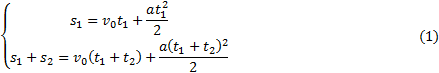 s₁ = v₀t₁ + at₁²/2
s₁ + s₂ = v₀(t₁ + t₂) + a(t₁ + t₂)²/2
(1)